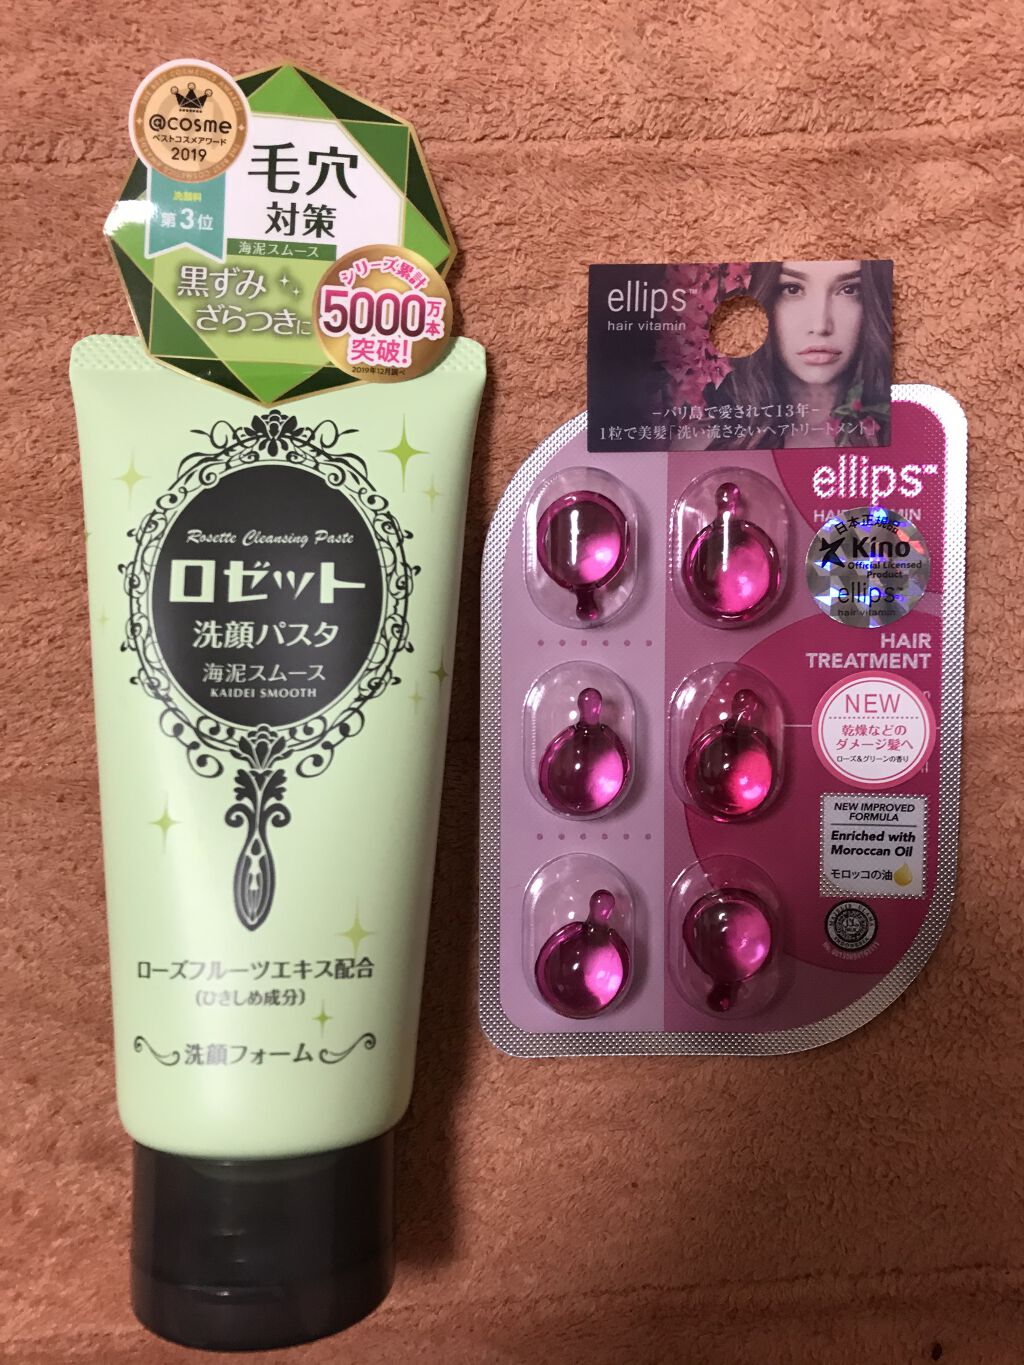 @cosme
ベストコスメアワード
2019
洗顔料
第3位
毛穴
対策
海泥スムース
黒ずみ
ざらつきに
シリーズ累計
5000万本
突破!
2019年12月調べ
Rosette Cleansing Paste
ロゼット
洗顔パスタ
海泥スムース
KAIDEI SMOOTH
ローズフルーツエキス配合
(ひきしめ成分)
洗顔フォーム
ellips™
hair vitamin
-バリ島で愛されて13年-
1粒で美髪「洗い流さないヘアトリートメント」
ellips™
日本正規品
Kino
Official Licensed
Product
ellips™
hair vitamin
HAIR
TREATMENT
NEW
乾燥などの
ダメージ髪へ
ローズ&グリーンの香り
NEW IMPROVED
FORMULA
Enriched with
Moroccan Oil
モロッコの油